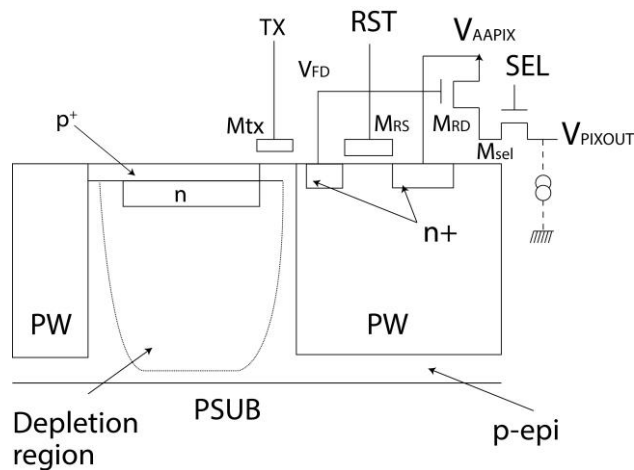 TX
RST
VAAPIX
VFD
SEL
p+
Mtx
MRS
MRD
Msel
VPIXOUT
n
n+
PW
PW
Depletion
region
PSUB
p-epi